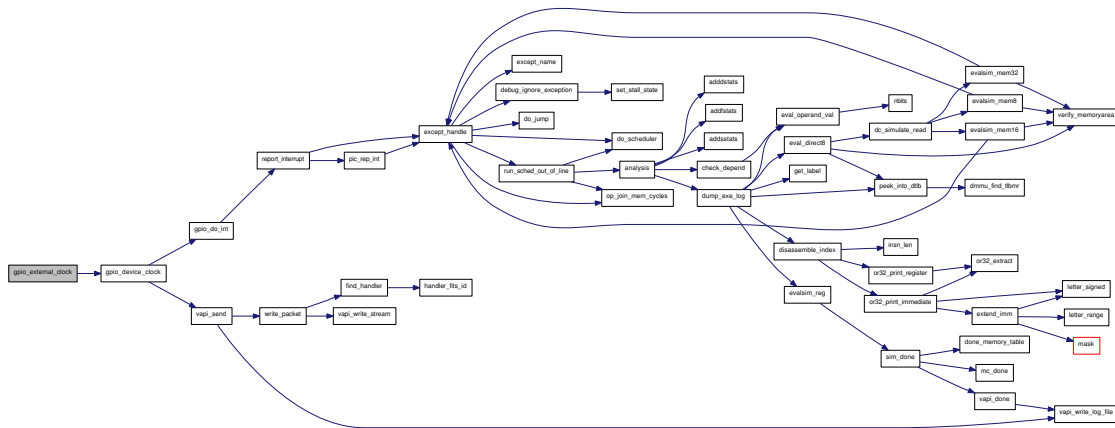 gpio_external_clock
gpio_device_clock
gpio_do_int
vapi_send
report_interrupt
pic_rep_int
write_packet
find_handler
vapi_write_stream
handler_fits_id
except_handle
except_name
debug_ignore_exception
set_stall_state
do_jump
do_scheduler
run_sched_out_of_line
op_join_mem_cycles
analysis
adddstats
addfstats
addsstats
check_depend
dump_exe_log
eval_operand_val
nbits
eval_direct8
get_label
dc_simulate_read
peek_into_dtlb
dmmu_find_tlbmr
evalsim_mem32
evalsim_mem8
evalsim_mem16
verify_memoryarea
disassemble_index
insn_len
or32_print_register
or32_print_immediate
or32_extract
extend_imm
letter_signed
letter_range
mask
evalsim_reg
sim_done
done_memory_table
mc_done
vapi_done
vapi_write_log_file